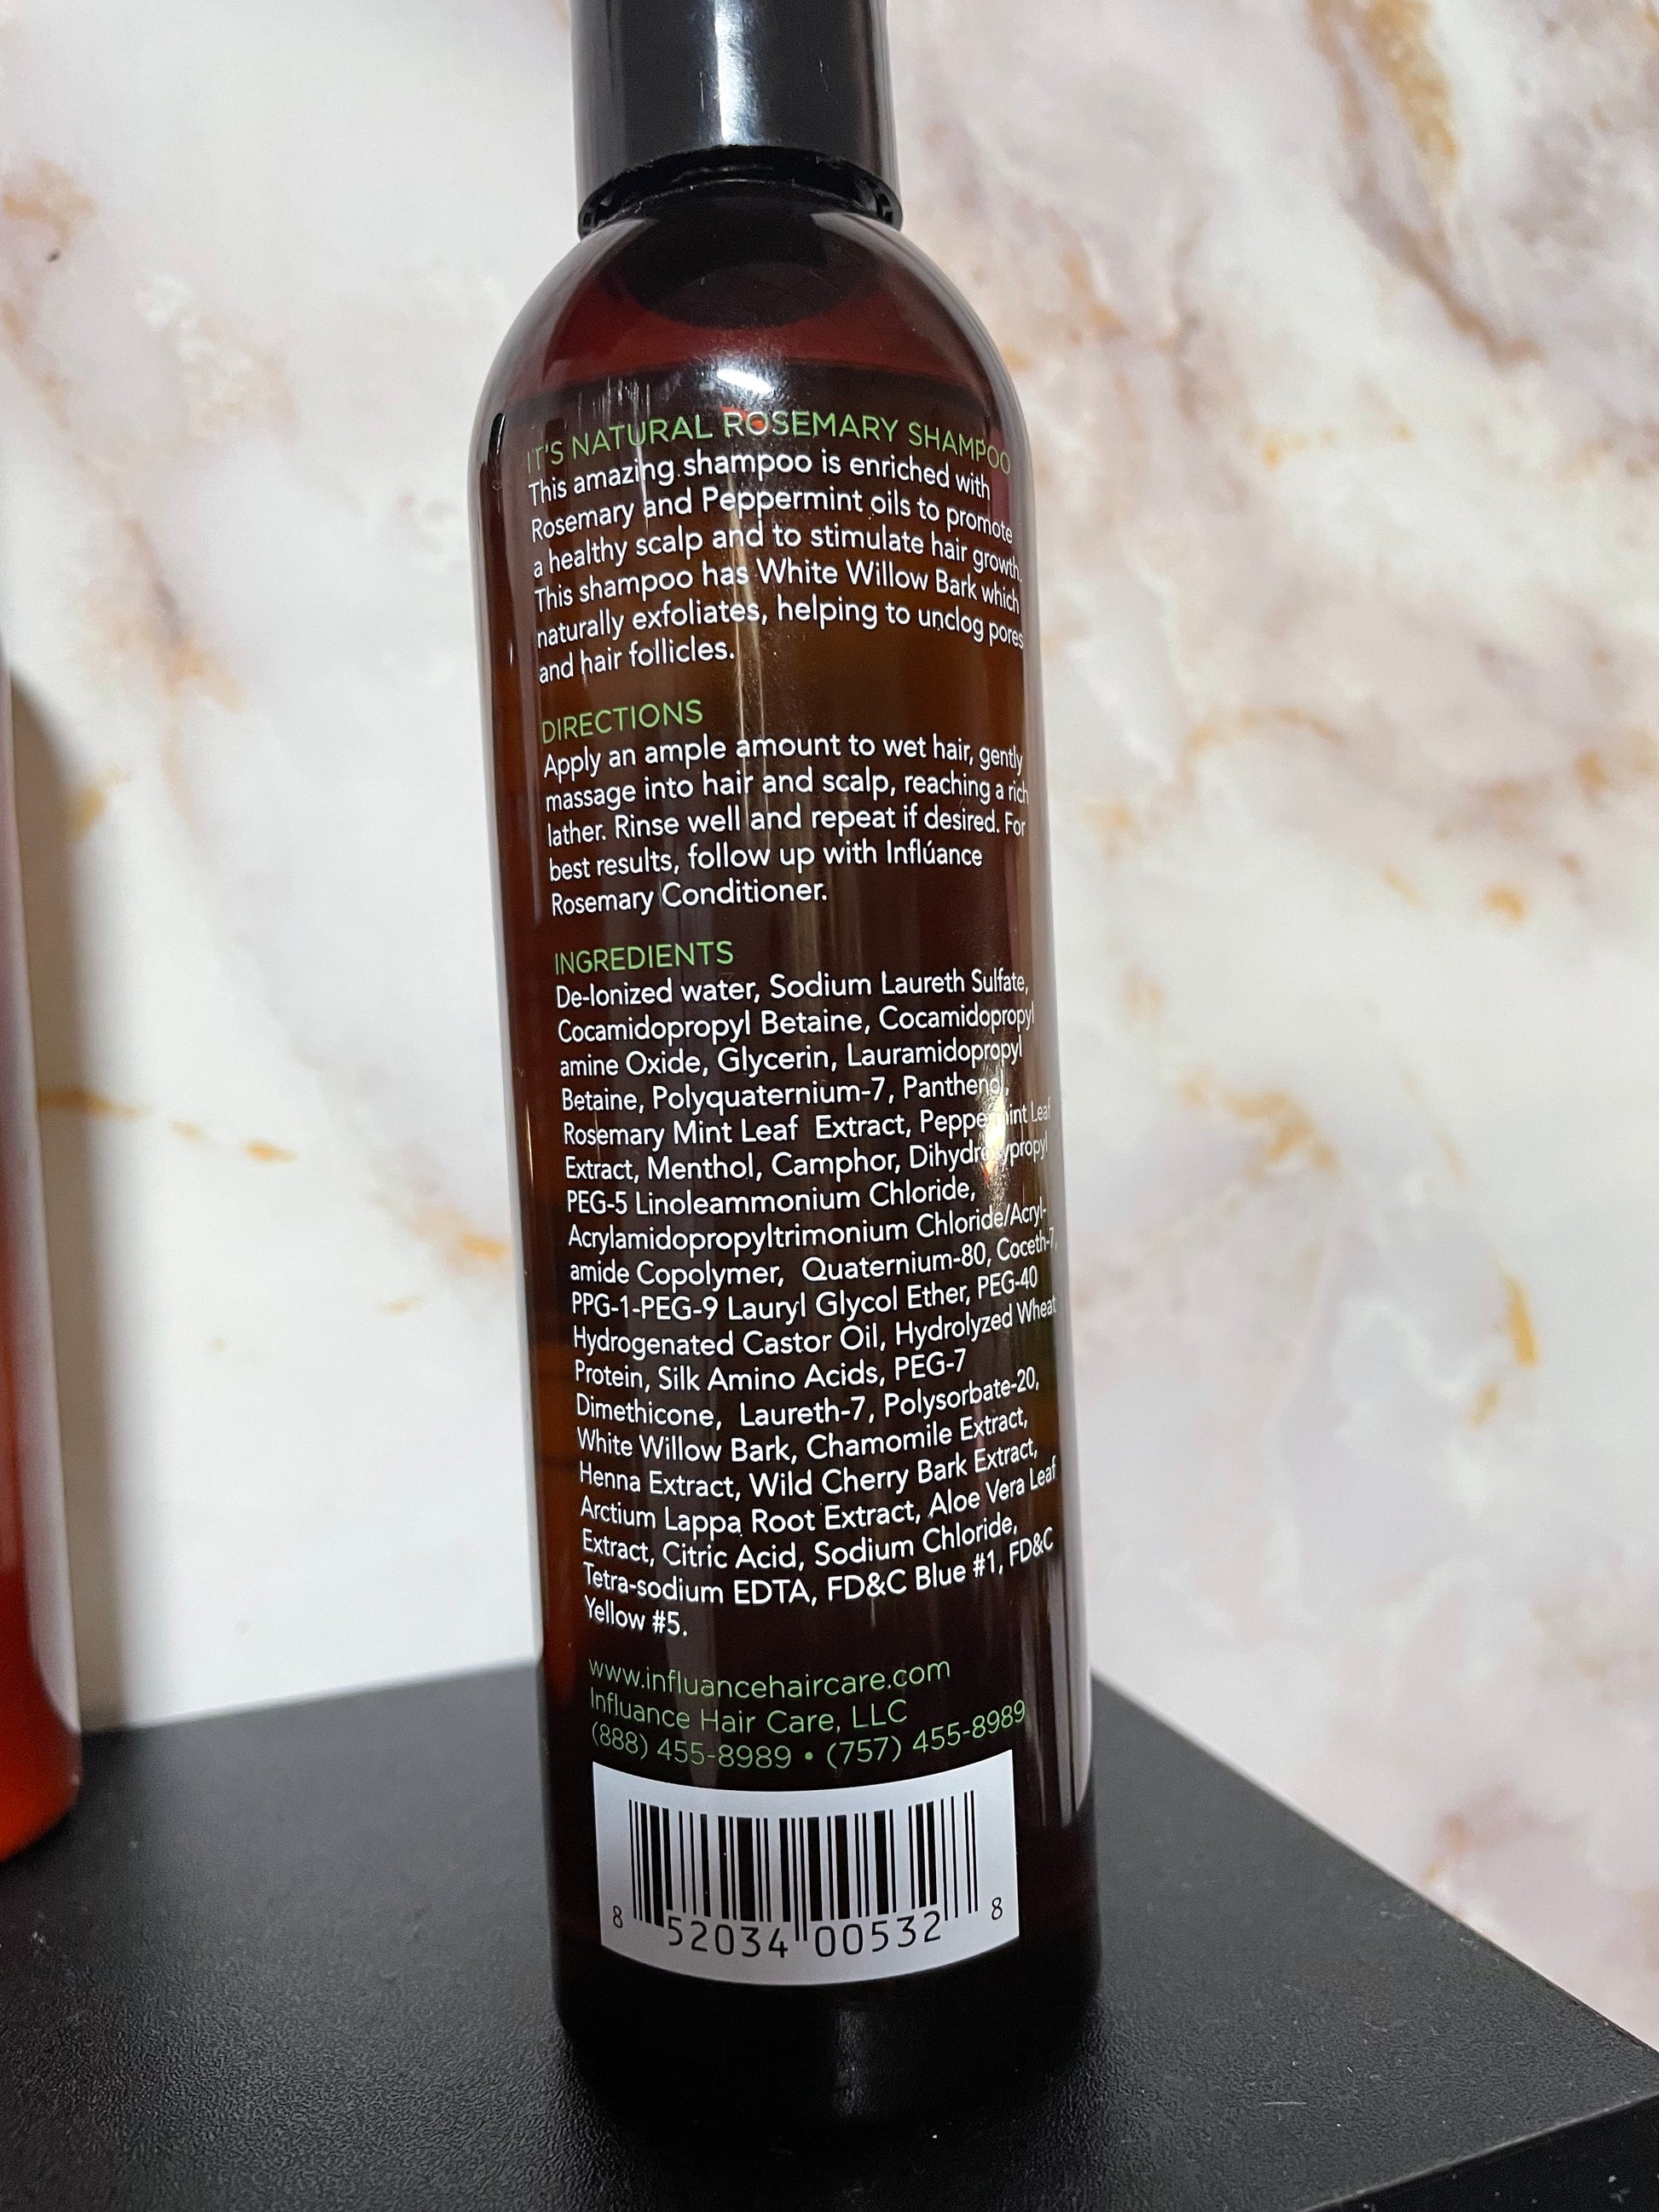 IT'S NATURAL ROSEMARY SHAMPOO
This amazing shampoo is enriched with
Rosemary and Peppermint oils to promote
a healthy scalp and to stimulate hair growth.
This shampoo has White Willow Bark which
naturally exfoliates, helping to unclog pores
and hair follicles.
DIRECTIONS
Apply an ample amount to wet hair, gently
massage into hair and scalp, reaching a rich
lather. Rinse well and repeat if desired. For
best results, follow up with Inflúance
Rosemary Conditioner.
INGREDIENTS
De-Ionized water, Sodium Laureth Sulfate,
Cocamidopropyl Betaine, Cocamidopropyl
amine Oxide, Glycerin, Lauramidopropyl
Betaine, Polyquaternium-7, Panthenol,
Rosemary Mint Leaf Extract, Peppermint Leaf
Extract, Menthol, Camphor, Dihydroxypropyl
PEG-5 Linoleammonium Chloride,
Acrylamidopropyltrimonium Chloride/Acryl-
amide Copolymer, Quaternium-80, Coceth-7,
PPG-1-PEG-9 Lauryl Glycol Ether, PEG-40
Hydrogenated Castor Oil, Hydrolyzed Wheat
Protein, Silk Amino Acids, PEG-7
Dimethicone, Laureth-7, Polysorbate-20,
White Willow Bark, Chamomile Extract,
Henna Extract, Wild Cherry Bark Extract,
Arctium Lappa Root Extract, Aloe Vera Leaf
Extract, Citric Acid, Sodium Chloride,
Tetra-sodium EDTA, FD&C Blue #1, FD&C
Yellow #5.
www.influancehaircare.com
Influance Hair Care, LLC
(888) 455-8989 • (757) 455-8989
8 52034 00532 8